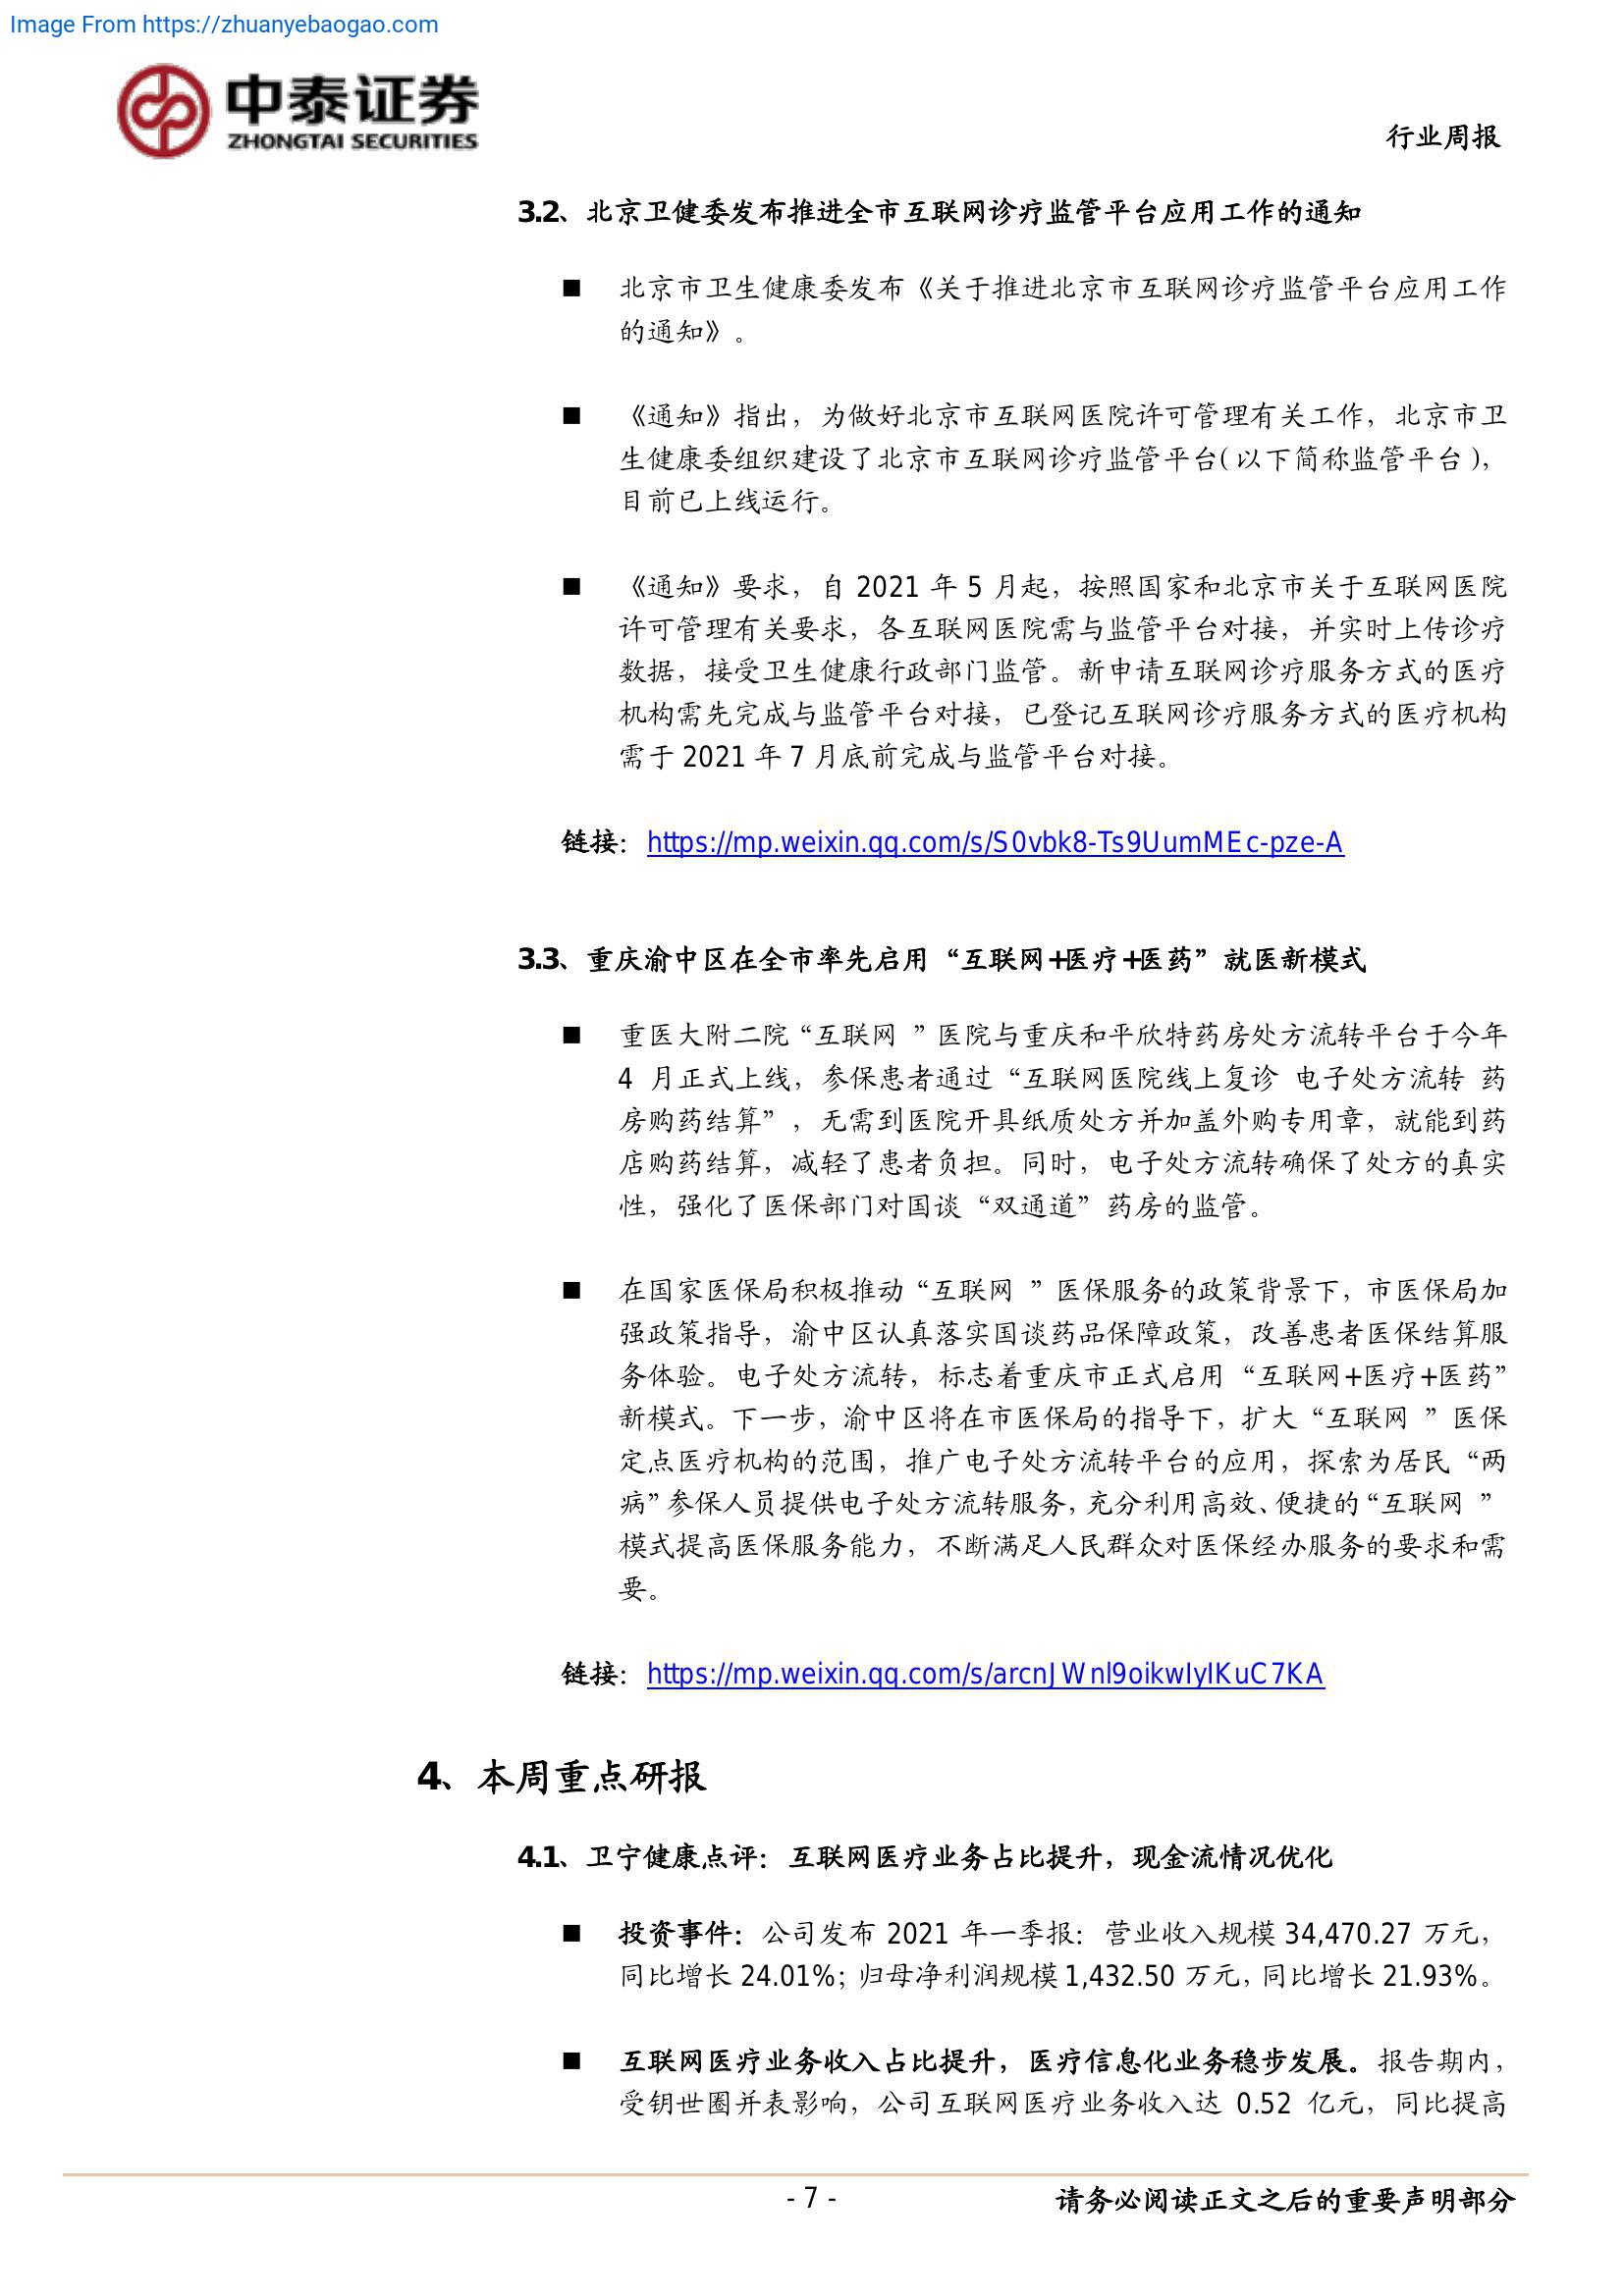 Image From https://zhuanyebaogao.com
中泰证券
ZHONGTAI SECURITIES
行业周报
3.2、北京卫健委发布推进全市互联网诊疗监管平台应用工作的通知
■ 北京市卫生健康委发布《关于推进北京市互联网诊疗监管平台应用工作
的通知》。
■ 《通知》指出，为做好北京市互联网医院许可管理有关工作，北京市卫
生健康委组织建设了北京市互联网诊疗监管平台(以下简称监管平台)，
目前已上线运行。
■ 《通知》要求，自 2021 年 5 月起，按照国家和北京市关于互联网医院
许可管理有关要求，各互联网医院需与监管平台对接，并实时上传诊疗
数据，接受卫生健康行政部门监管。新申请互联网诊疗服务方式的医疗
机构需先完成与监管平台对接，已登记互联网诊疗服务方式的医疗机构
需于 2021 年 7 月底前完成与监管平台对接。
链接：https://mp.weixin.qq.com/s/S0vbk8-Ts9UumMEc-pze-A
3.3、重庆渝中区在全市率先启用“互联网+医疗+医药”就医新模式
■ 重医大附二院“互联网 ”医院与重庆和平欣特药房处方流转平台于今年
4 月正式上线，参保患者通过“互联网医院线上复诊 电子处方流转 药
房购药结算”，无需到医院开具纸质处方并加盖外购专用章，就能到药
店购药结算，减轻了患者负担。同时，电子处方流转确保了处方的真实
性，强化了医保部门对国谈“双通道”药房的监管。
■ 在国家医保局积极推动“互联网 ”医保服务的政策背景下，市医保局加
强政策指导，渝中区认真落实国谈药品保障政策，改善患者医保结算服
务体验。电子处方流转，标志着重庆市正式启用“互联网+医疗+医药”
新模式。下一步，渝中区将在市医保局的指导下，扩大“互联网 ”医保
定点医疗机构的范围，推广电子处方流转平台的应用，探索为居民“两
病”参保人员提供电子处方流转服务，充分利用高效、便捷的“互联网 ”
模式提高医保服务能力，不断满足人民群众对医保经办服务的要求和需
要。
链接：https://mp.weixin.qq.com/s/arcnJWnl9oikwIyIKuC7KA
4、本周重点研报
4.1、卫宁健康点评：互联网医疗业务占比提升，现金流情况优化
■ 投资事件：公司发布 2021 年一季报：营业收入规模 34,470.27 万元，
同比增长 24.01%；归母净利润规模 1,432.50 万元，同比增长 21.93%。
■ 互联网医疗业务收入占比提升，医疗信息化业务稳步发展。报告期内，
受钥世圈并表影响，公司互联网医疗业务收入达 0.52 亿元，同比提高
- 7 -
请务必阅读正文之后的重要声明部分